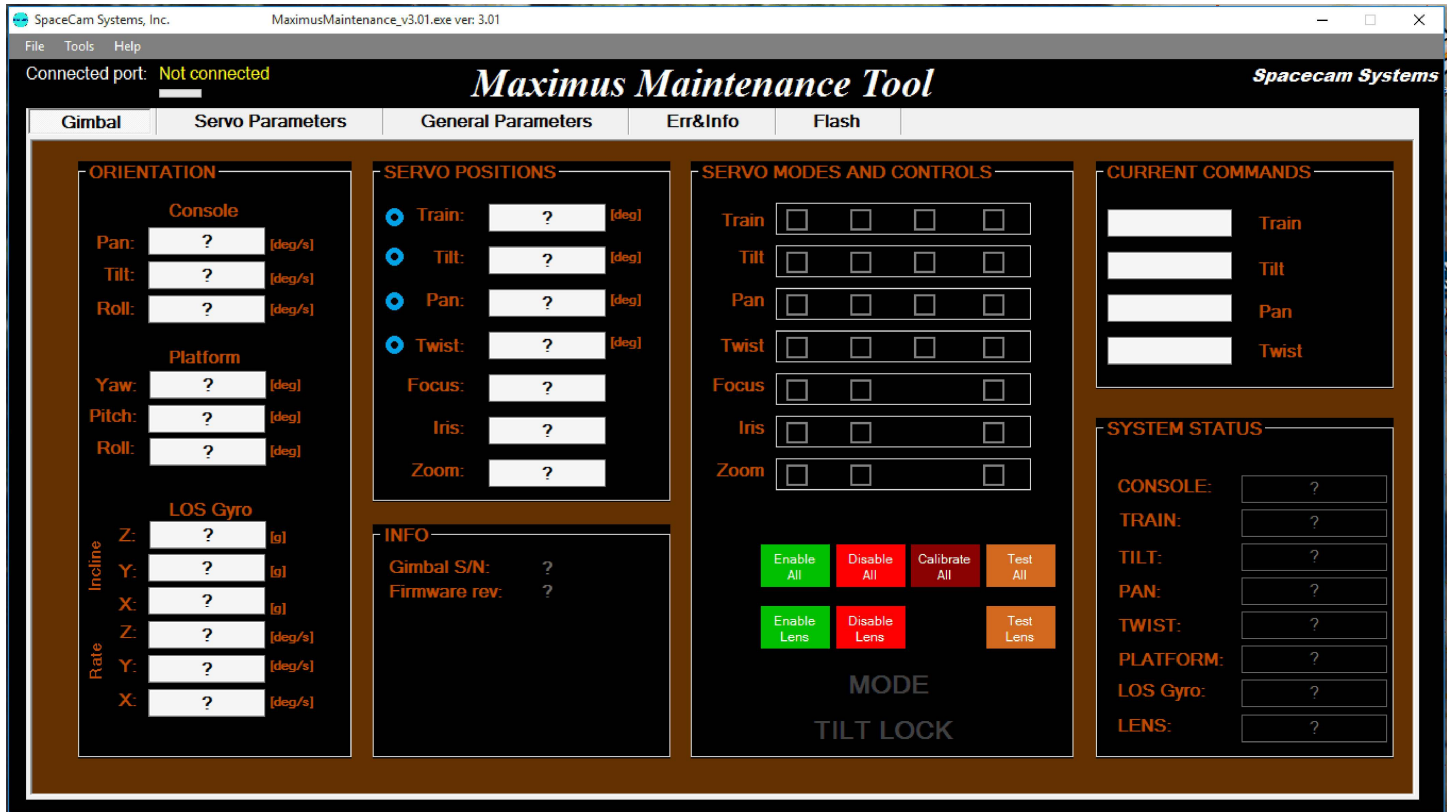 SpaceCam Systems, Inc. MaximusMaintenance_v3.01.exe ver: 3.01
File Tools Help
Connected port: Not connected
Maximus Maintenance Tool
Spacecam Systems
Gimbal Servo Parameters General Parameters Err&Info Flash
ORIENTATION
Console
Pan: ? [deg/s]
Tilt: ? [deg/s]
Roll: ? [deg/s]
Platform
Yaw: ? [deg]
Pitch: ? [deg]
Roll: ? [deg]
LOS Gyro
Incline
Z: ? [g]
Y: ? [g]
X: ? [g]
Rate
Z: ? [deg/s]
Y: ? [deg/s]
X: ? [deg/s]
SERVO POSITIONS
Train: ? [deg]
Tilt: ? [deg]
Pan: ? [deg]
Twist: ? [deg]
Focus: ?
Iris: ?
Zoom: ?
INFO
Gimbal S/N: ?
Firmware rev: ?
SERVO MODES AND CONTROLS
Train
Tilt
Pan
Twist
Focus
Iris
Zoom
Enable All
Disable All
Calibrate All
Test All
Enable Lens
Disable Lens
Test Lens
MODE
TILT LOCK
CURRENT COMMANDS
Train
Tilt
Pan
Twist
SYSTEM STATUS
CONSOLE: ?
TRAIN: ?
TILT: ?
PAN: ?
TWIST: ?
PLATFORM: ?
LOS Gyro: ?
LENS: ?